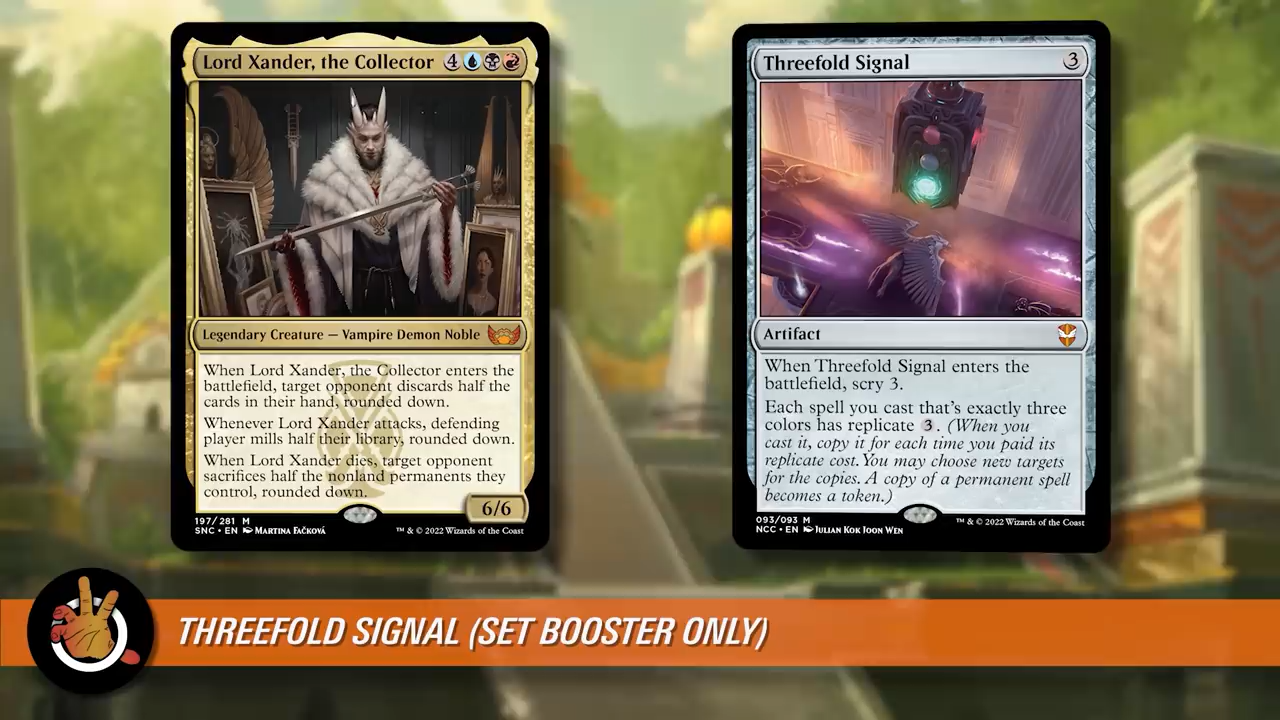 Lord Xander, the Collector 4
Legendary Creature — Vampire Demon Noble
When Lord Xander, the Collector enters the
battlefield, target opponent discards half the
cards in their hand, rounded down.
Whenever Lord Xander attacks, defending
player mills half their library, rounded down.
When Lord Xander dies, target opponent
sacrifices half the nonland permanents they
control, rounded down.
6/6
197/281 M
SNC • EN MARTINA FAČKOVÁ
™ & © 2022 Wizards of the Coast
Threefold Signal 3
Artifact
When Threefold Signal enters the
battlefield, scry 3.
Each spell you cast that's exactly three
colors has replicate 3. (When you
cast it, copy it for each time you paid its
replicate cost. You may choose new targets
for the copies. A copy of a permanent spell
becomes a token.)
093/093 M
NCC • EN JULIAN KOK JOON WEN
™ & © 2022 Wizards of the Coast
THREEFOLD SIGNAL (SET BOOSTER ONLY)